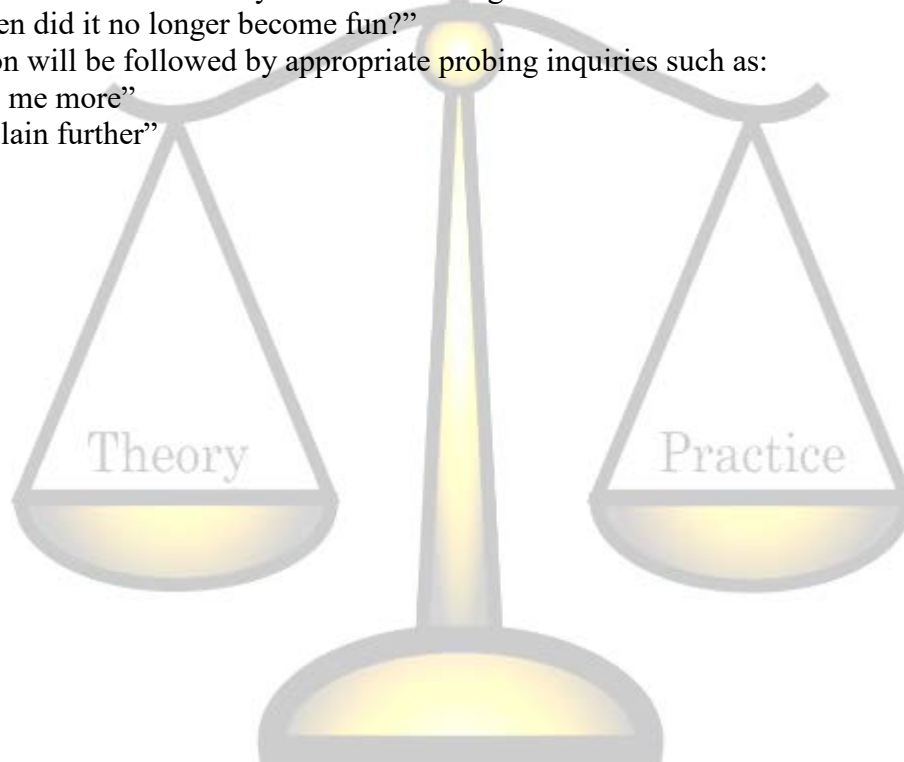 en did it no longer become fun?”
on will be followed by appropriate probing inquiries such as:
me more”
lain further”
Theory
Practice